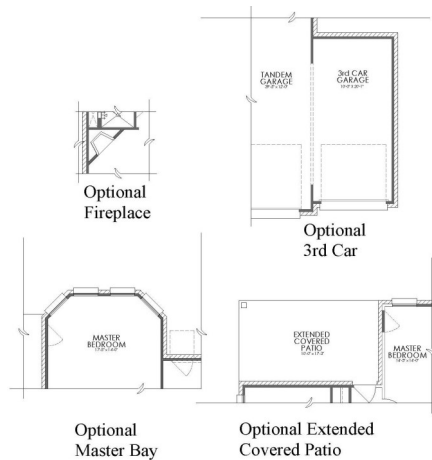 TANDEM
GARAGE
3rd CAR
GARAGE
Optional
Fireplace
Optional
3rd Car
MASTER
BEDROOM
EXTENDED
COVERED
PATIO
MASTER
BEDROOM
Optional
Master Bay
Optional Extended
Covered Patio